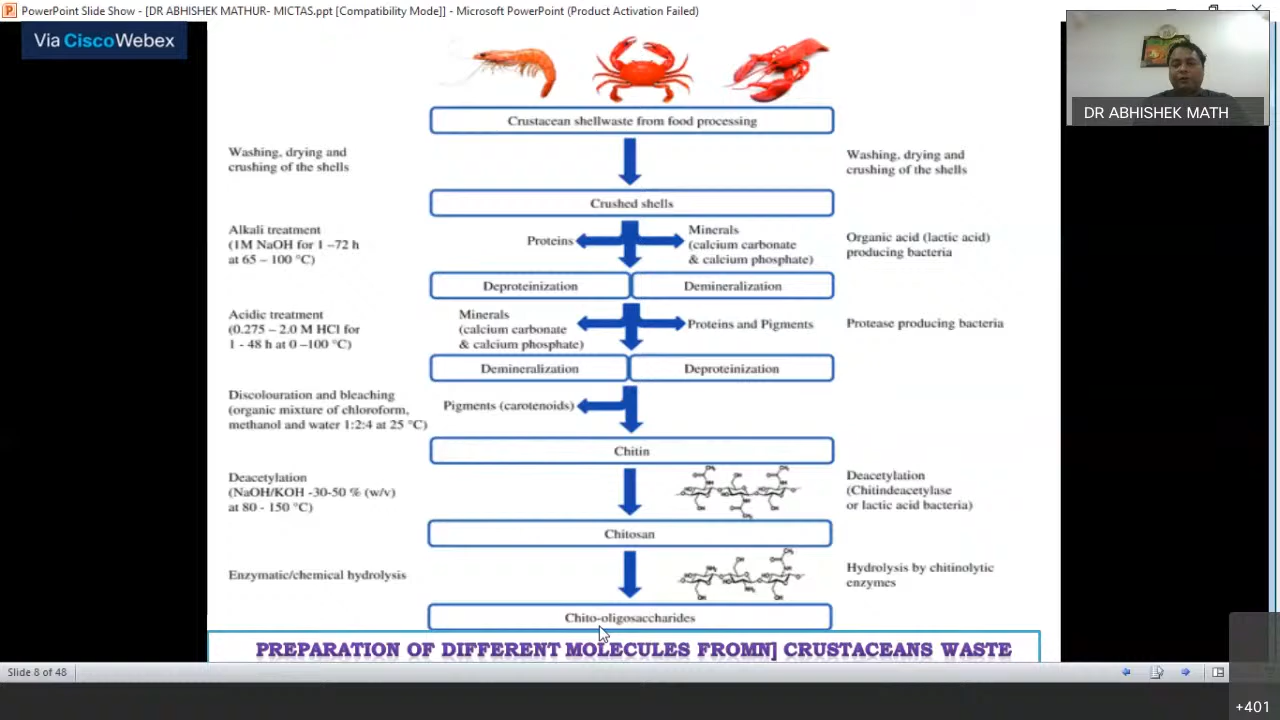 PowerPoint Slide Show - [DR ABHISHEK MATHUR- MICTAS.ppt [Compatibility Mode]] - Microsoft PowerPoint (Product Activation Failed)
Via CiscoWebex
DR ABHISHEK MATH
Crustacean shellwaste from food processing
Washing, drying and
crushing of the shells
Washing, drying and
crushing of the shells
Crushed shells
Alkali treatment
(1M NaOH for 1 –72 h
at 65 – 100 °C)
Proteins
Minerals
(calcium carbonate
& calcium phosphate)
Organic acid (lactic acid)
producing bacteria
Deproteinization
Demineralization
Acidic treatment
(0.275 – 2.0 M HCl for
1 - 48 h at 0 –100 °C)
Minerals
(calcium carbonate
& calcium phosphate)
Proteins and Pigments
Protease producing bacteria
Demineralization
Deproteinization
Discolouration and bleaching
(organic mixture of chloroform,
methanol and water 1:2:4 at 25 °C)
Pigments (carotenoids)
Chitin
Deacetylation
(NaOH/KOH -30-50 % (w/v)
at 80 - 150 °C)
Deacetylation
(Chitindeacetylase
or lactic acid bacteria)
Chitosan
Enzymatic/chemical hydrolysis
Hydrolysis by chitinolytic
enzymes
Chito-oligosaccharides
PREPARATION OF DIFFERENT MOLECULES FROMN] CRUSTACEANS WASTE
Slide 8 of 48
+401